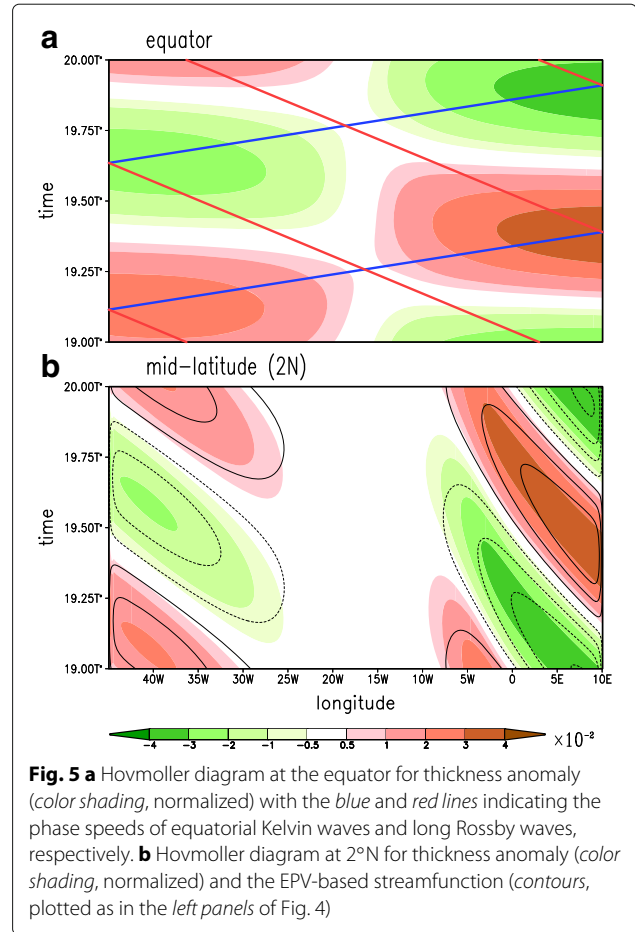 a equator
20.00T'
19.75T'
19.50T'
19.25T'
19.00T'
time
b mid-latitude (2N)
20.00T'
19.75T'
19.50T'
19.25T'
19.00T'
time
40W 35W 30W 25W 20W 15W 10W 5W 0 5E 10E
longitude
-4 -3 -2 -1 -0.5 0.5 1 2 3 4 ×10⁻²
Fig. 5 a Hovmoller diagram at the equator for thickness anomaly
(color shading, normalized) with the blue and red lines indicating the
phase speeds of equatorial Kelvin waves and long Rossby waves,
respectively. b Hovmoller diagram at 2°N for thickness anomaly (color
shading, normalized) and the EPV-based streamfunction (contours,
plotted as in the left panels of Fig. 4)